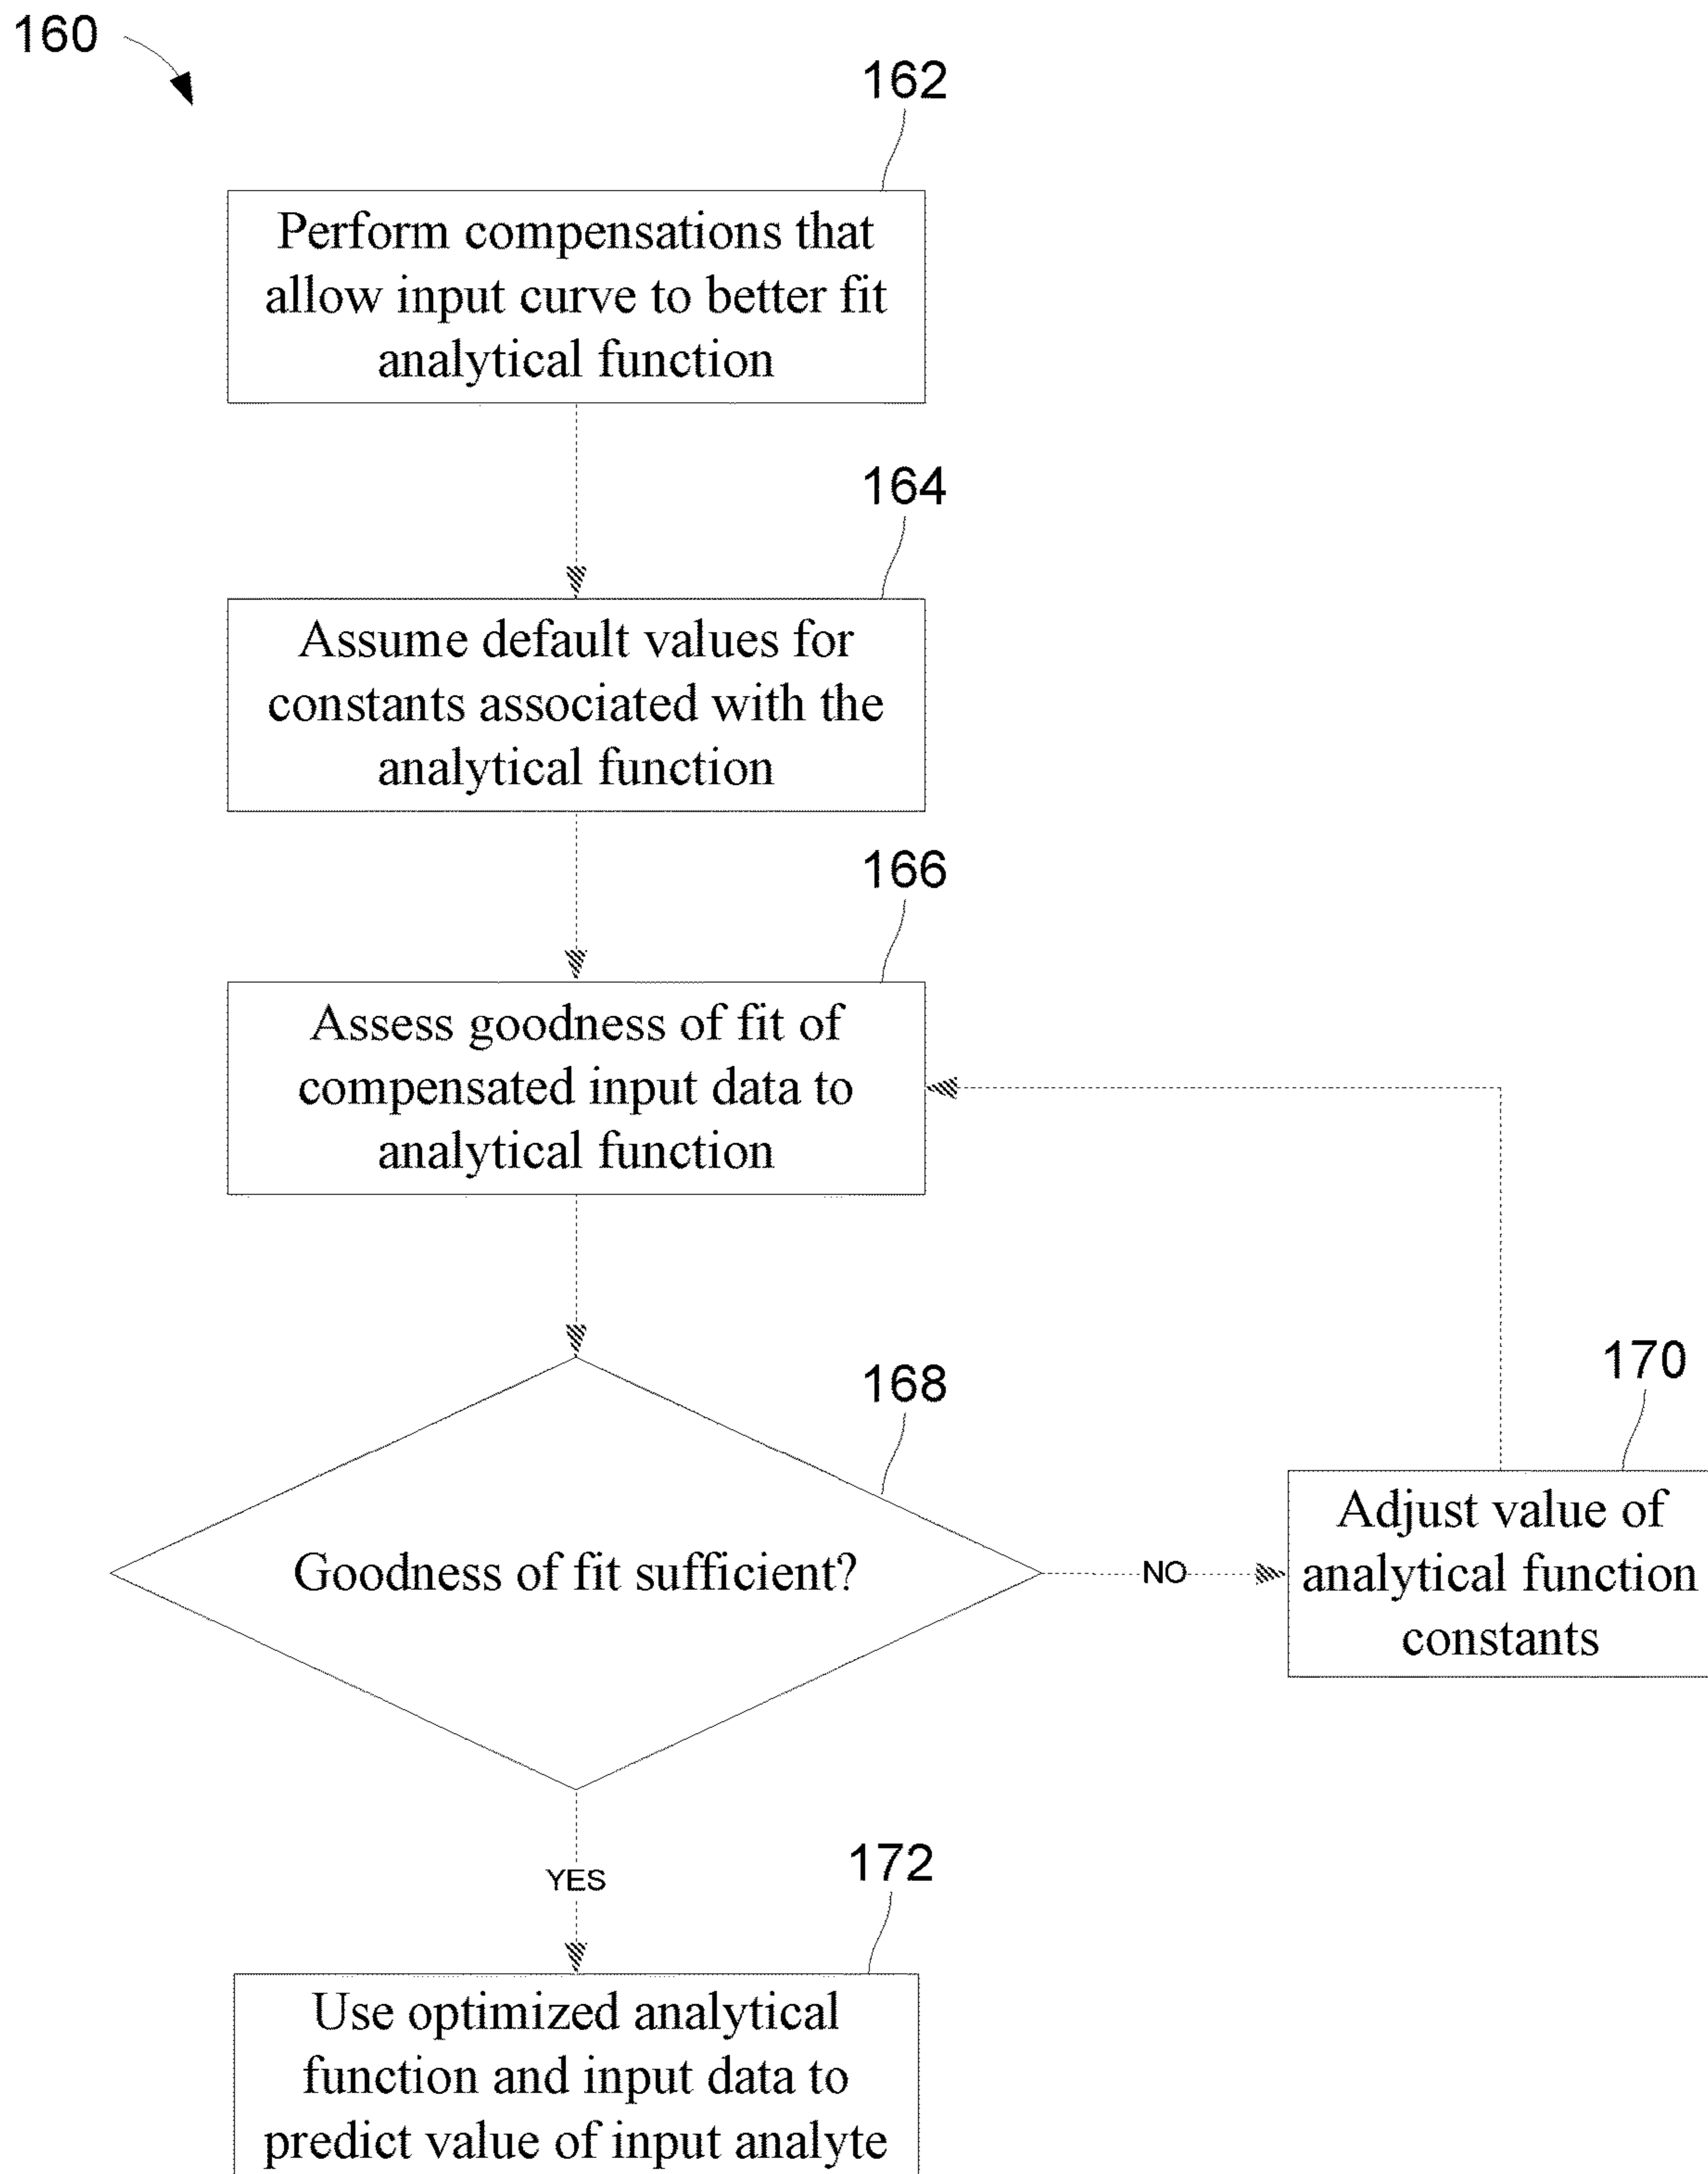 160
162
Perform compensations that
allow input curve to better fit
analytical function
164
Assume default values for
constants associated with the
analytical function
166
Assess goodness of fit of
compensated input data to
analytical function
168
Goodness of fit sufficient?
NO
170
Adjust value of
analytical function
constants
YES
172
Use optimized analytical
function and input data to
predict value of input analyte